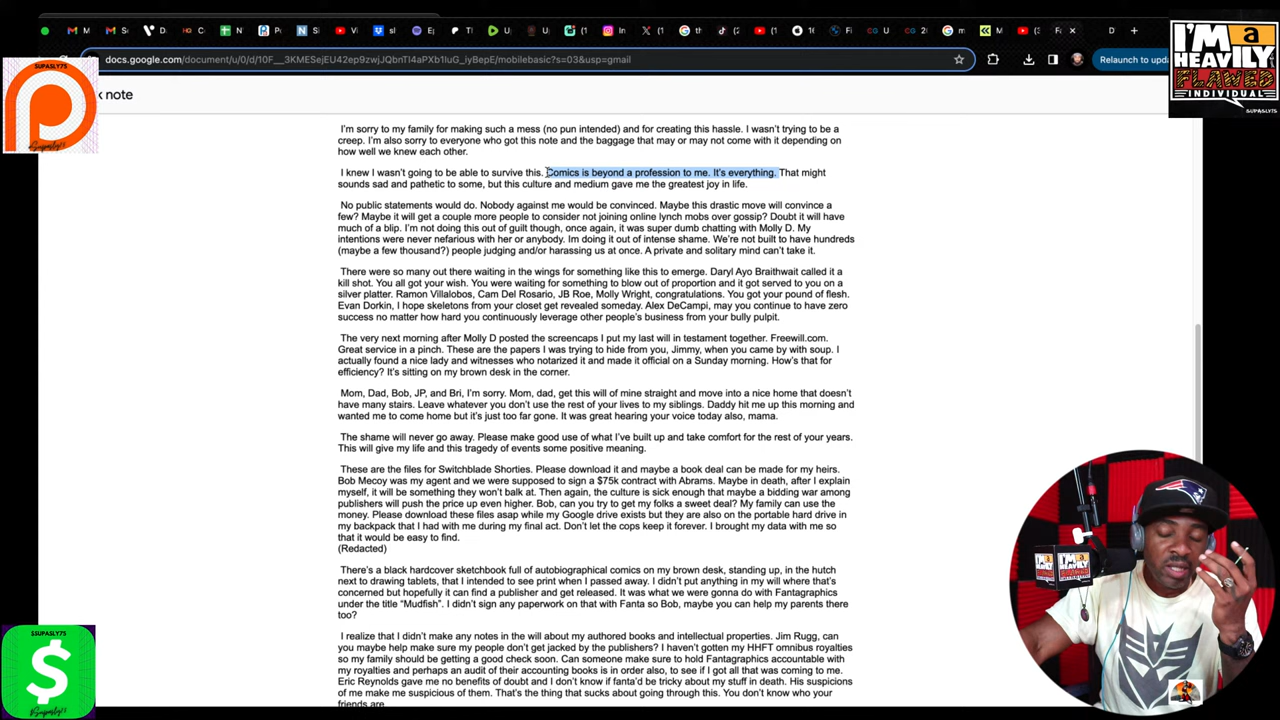 docs.google.com/document/u/0/d/10F__3KMESejEU42ep9zwjJQbnTI4aPXb1IuG_iyBepE/mobilebasic?s=03&usp=gmail
Relaunch to upda
SUPASLY75
I'M a
HEAVILY
FLAWED
INDIVIDUAL
SUPASLY75
k note
I'm sorry to my family for making such a mess (no pun intended) and for creating this hassle. I wasn't trying to be a
creep. I'm also sorry to everyone who got this note and the baggage that may or may not come with it depending on
how well we knew each other.
I knew I wasn't going to be able to survive this. Comics is beyond a profession to me. It's everything. That might
sounds sad and pathetic to some, but this culture and medium gave me the greatest joy in life.
No public statements would do. Nobody against me would be convinced. Maybe this drastic move will convince a
few? Maybe it will get a couple more people to consider not joining online lynch mobs over gossip? Doubt it will have
much of a blip. I'm not doing this out of guilt though, once again, it was super dumb chatting with Molly D. My
intentions were never nefarious with her or anybody. Im doing it out of intense shame. We're not built to have hundreds
(maybe a few thousand?) people judging and/or harassing us at once. A private and solitary mind can't take it.
There were so many out there waiting in the wings for something like this to emerge. Daryl Ayo Braithwait called it a
kill shot. You all got your wish. You were waiting for something to blow out of proportion and it got served to you on a
silver platter. Ramon Villalobos, Cam Del Rosario, JB Roe, Molly Wright, congratulations. You got your pound of flesh.
Evan Dorkin, I hope skeletons from your closet get revealed someday. Alex DeCampi, may you continue to have zero
success no matter how hard you continuously leverage other people's business from your bully pulpit.
The very next morning after Molly D posted the screencaps I put my last will in testament together. Freewill.com.
Great service in a pinch. These are the papers I was trying to hide from you, Jimmy, when you came by with soup. I
actually found a nice lady and witnesses who notarized it and made it official on a Sunday morning. How's that for
efficiency? It's sitting on my brown desk in the corner.
Mom, Dad, Bob, JP, and Bri, I'm sorry. Mom, dad, get this will of mine straight and move into a nice home that doesn't
have many stairs. Leave whatever you don't use the rest of your lives to my siblings. Daddy hit me up this morning and
wanted me to come home but it's just too far gone. It was great hearing your voice today also, mama.
The shame will never go away. Please make good use of what I've built up and take comfort for the rest of your years.
This will give my life and this tragedy of events some positive meaning.
These are the files for Switchblade Shorties. Please download it and maybe a book deal can be made for my heirs.
Bob Mecoy was my agent and we were supposed to sign a $75k contract with Abrams. Maybe in death, after I explain
myself, it will be something they won't balk at. Then again, the culture is sick enough that maybe a bidding war among
publishers will push the price up even higher. Bob, can you try to get my folks a sweet deal? My family can use the
money. Please download these files asap while my Google drive exists but they are also on the portable hard drive in
my backpack that I had with me during my final act. Don't let the cops keep it forever. I brought my data with me so
that it would be easy to find.
(Redacted)
There's a black hardcover sketchbook full of autobiographical comics on my brown desk, standing up, in the hutch
next to drawing tablets, that I intended to see print when I passed away. I didn't put anything in my will where that's
concerned but hopefully it can find a publisher and get released. It was what we were gonna do with Fantagraphics
under the title "Mudfish". I didn't sign any paperwork on that with Fanta so Bob, maybe you can help my parents there
too?
I realize that I didn't make any notes in the will about my authored books and intellectual properties. Jim Rugg, can
you maybe help make sure my people don't get jacked by the publishers? I haven't gotten my HHFT omnibus royalties
so my family should be getting a good check soon. Can someone make sure to hold Fantagraphics accountable with
my royalties and perhaps an audit of their accounting books is in order also, to see if I got all that was coming to me.
Eric Reynolds gave me no benefits of doubt and I don't know if fanta'd be tricky about my stuff in death. His suspicions
of me make me suspicious of them. That's the thing that sucks about going through this. You don't know who your
friends are.
$SUPASLY75
$SUPASLY75